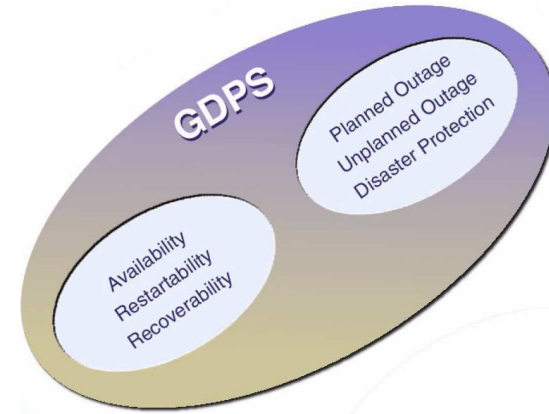 GDPS
Planned Outage
Unplanned Outage
Disaster Protection
Availability
Restartability
Recoverability